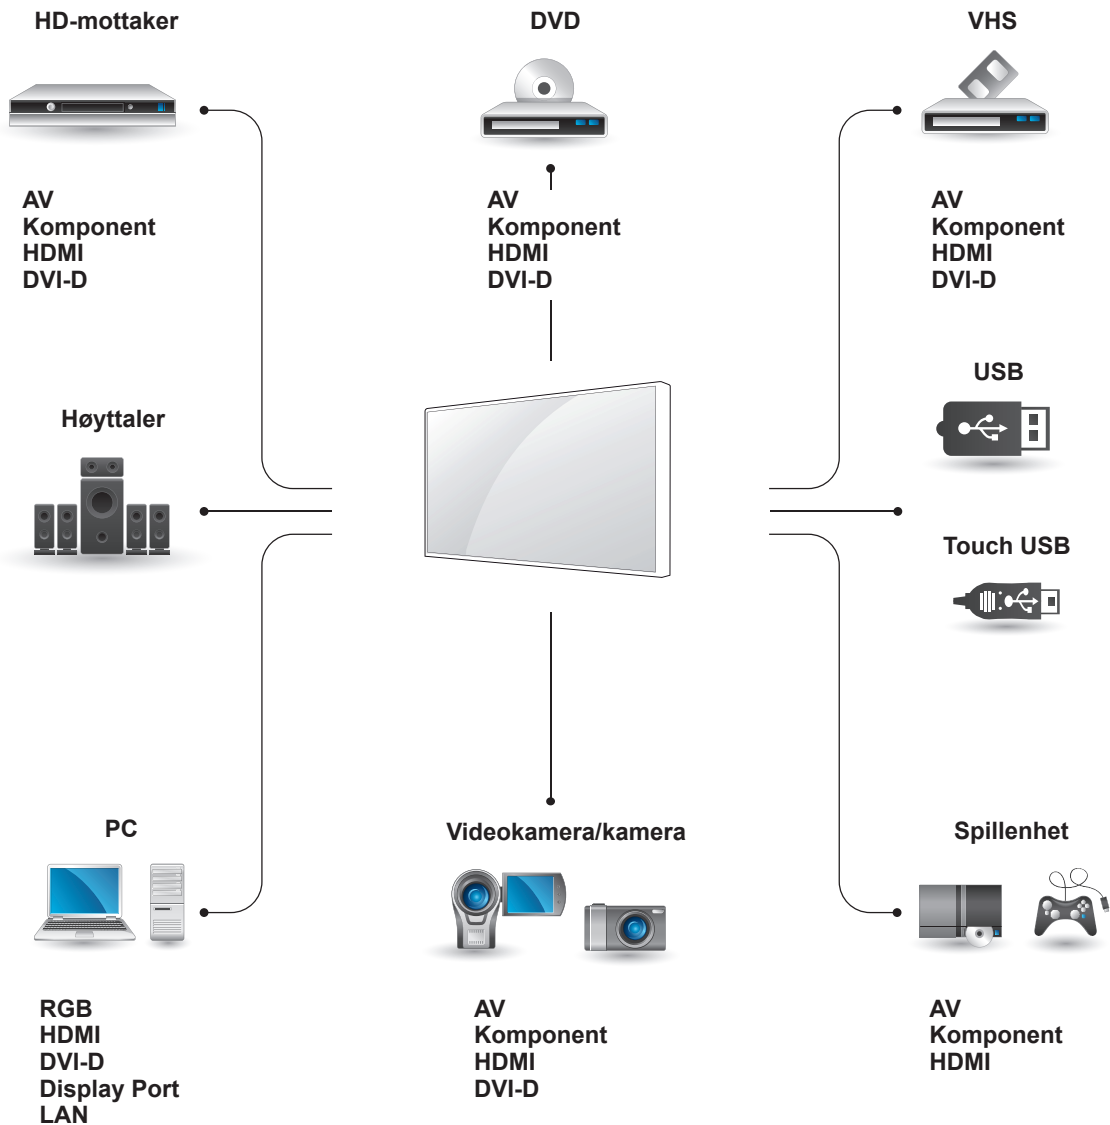 HD-mottaker
AV
Komponent
HDMI
DVI-D
DVD
AV
Komponent
HDMI
DVI-D
VHS
AV
Komponent
HDMI
DVI-D
Høyttaler
USB
Touch USB
PC
RGB
HDMI
DVI-D
Display Port
LAN
Videokamera/kamera
AV
Komponent
HDMI
DVI-D
Spillenhet
AV
Komponent
HDMI